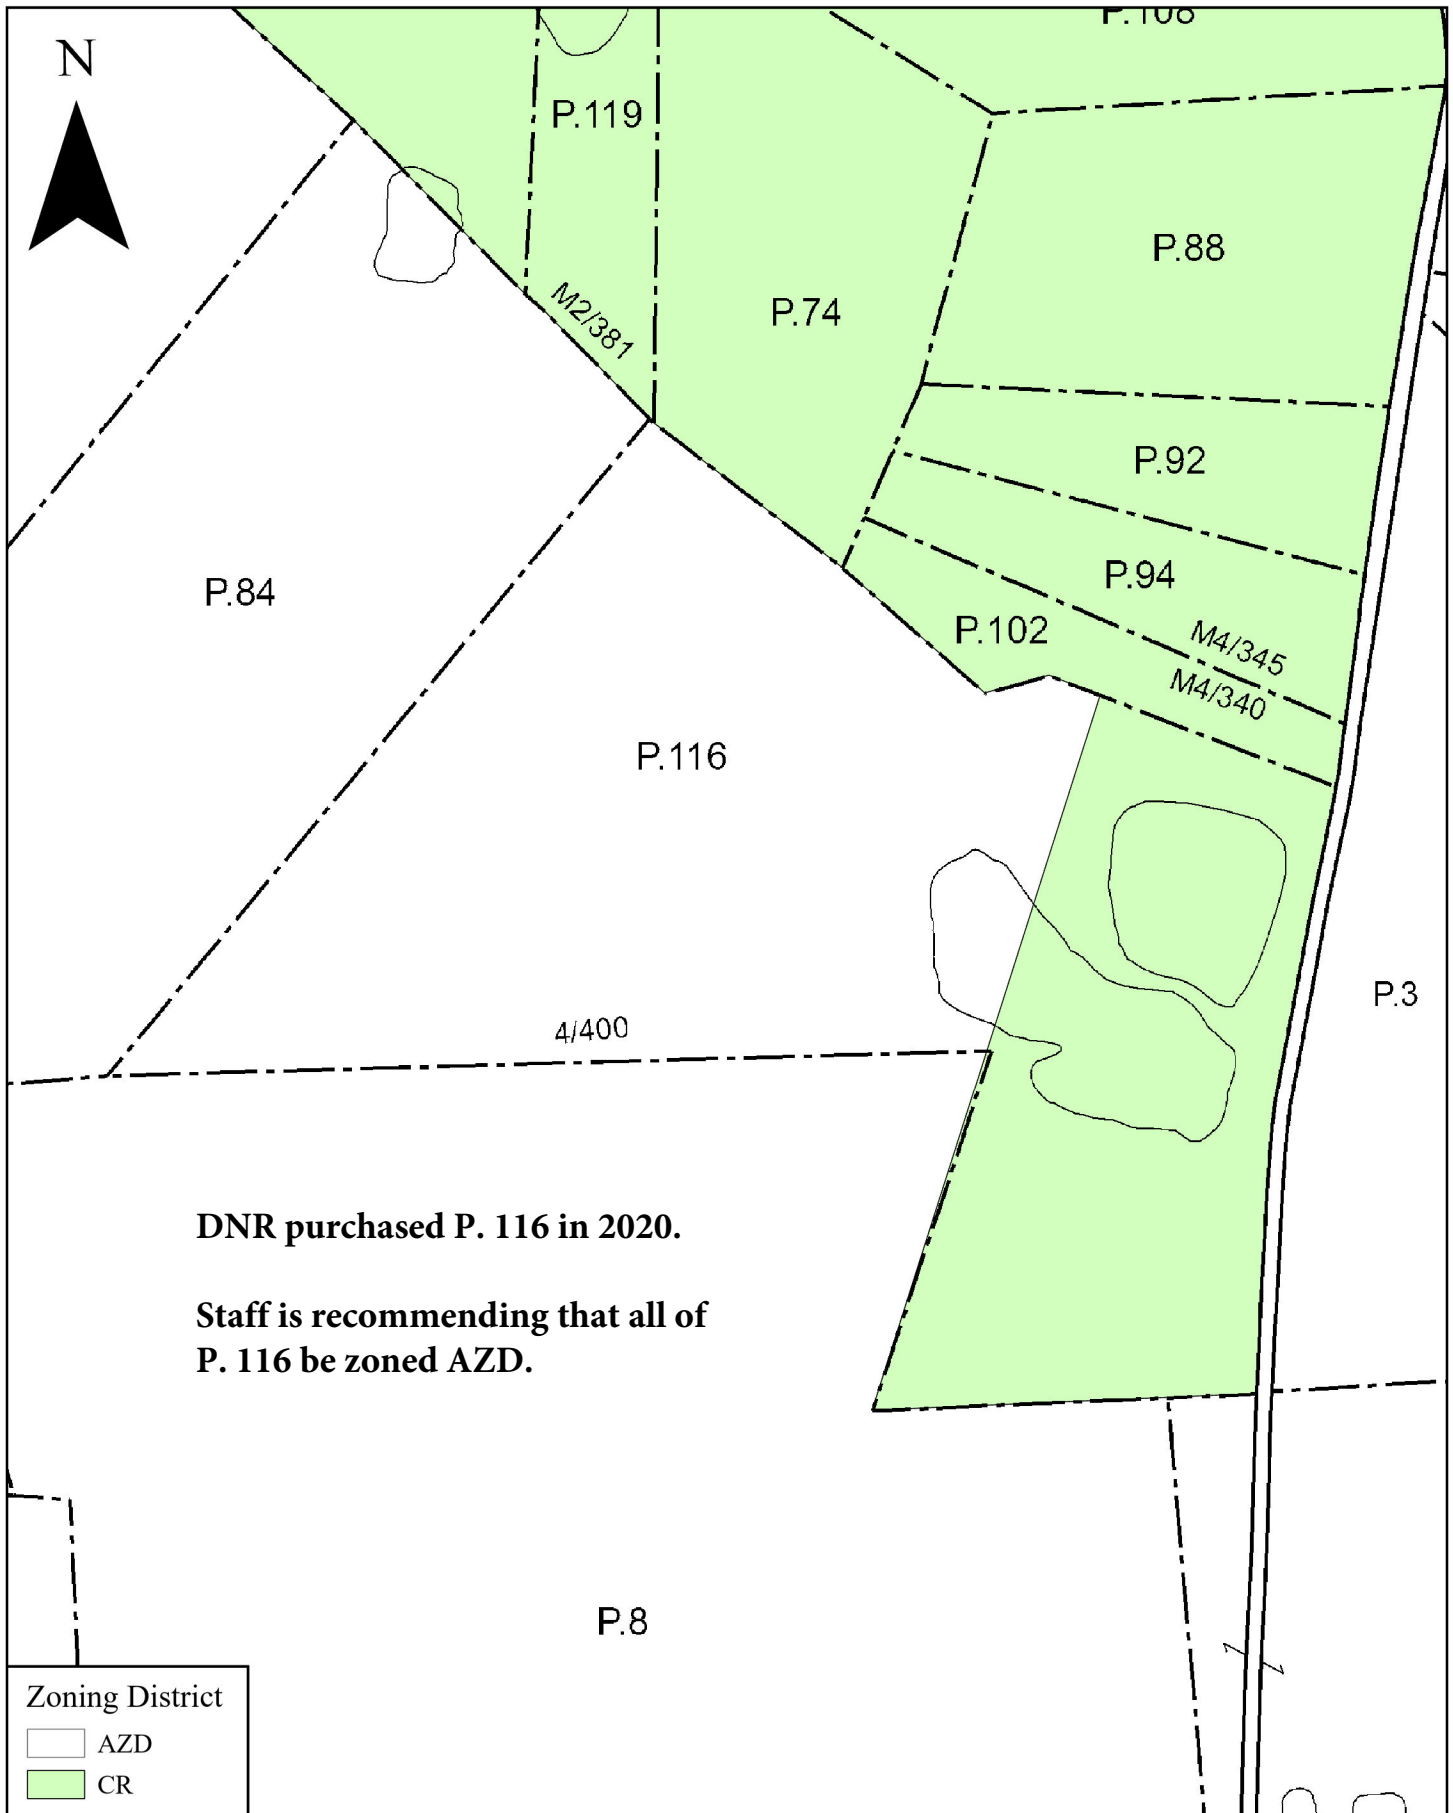 P.108
N
P.119
P.88
M2/381
P.74
P.92
P.94
P.84
P.102
M4/345
M4/340
P.116
P.3
4/400
DNR purchased P. 116 in 2020.
Staff is recommending that all of
P. 116 be zoned AZD.
P.8
Zoning District
AZD
CR